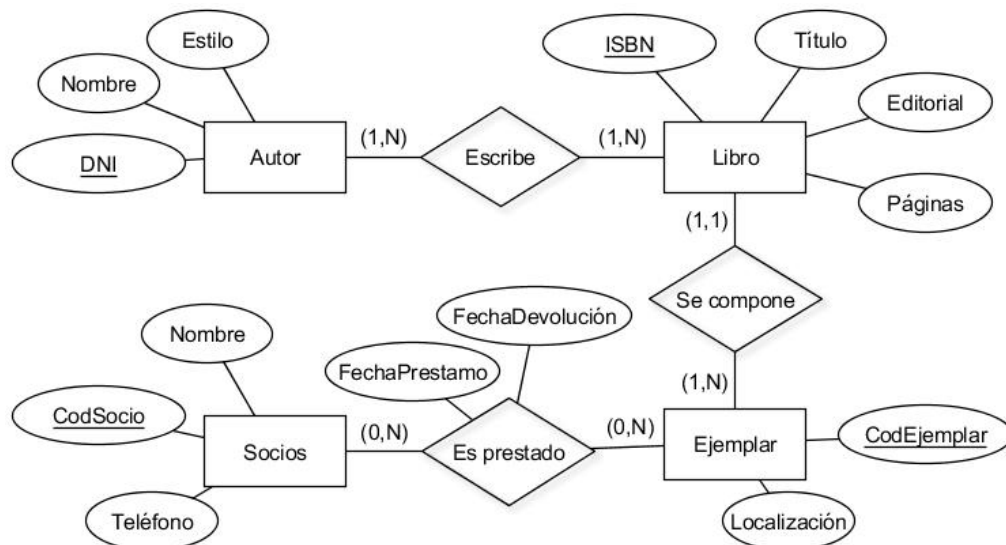 Estilo
ISBN
Título
Nombre
Editorial
DNI
Autor
(1,N)
Escribe
(1,N)
Libro
Páginas
(1,1)
Se compone
FechaDevolución
Nombre
FechaPrestamo
(1,N)
CodSocio
Socios
(0,N)
Es prestado
(0,N)
Ejemplar
CodEjemplar
Teléfono
Localización